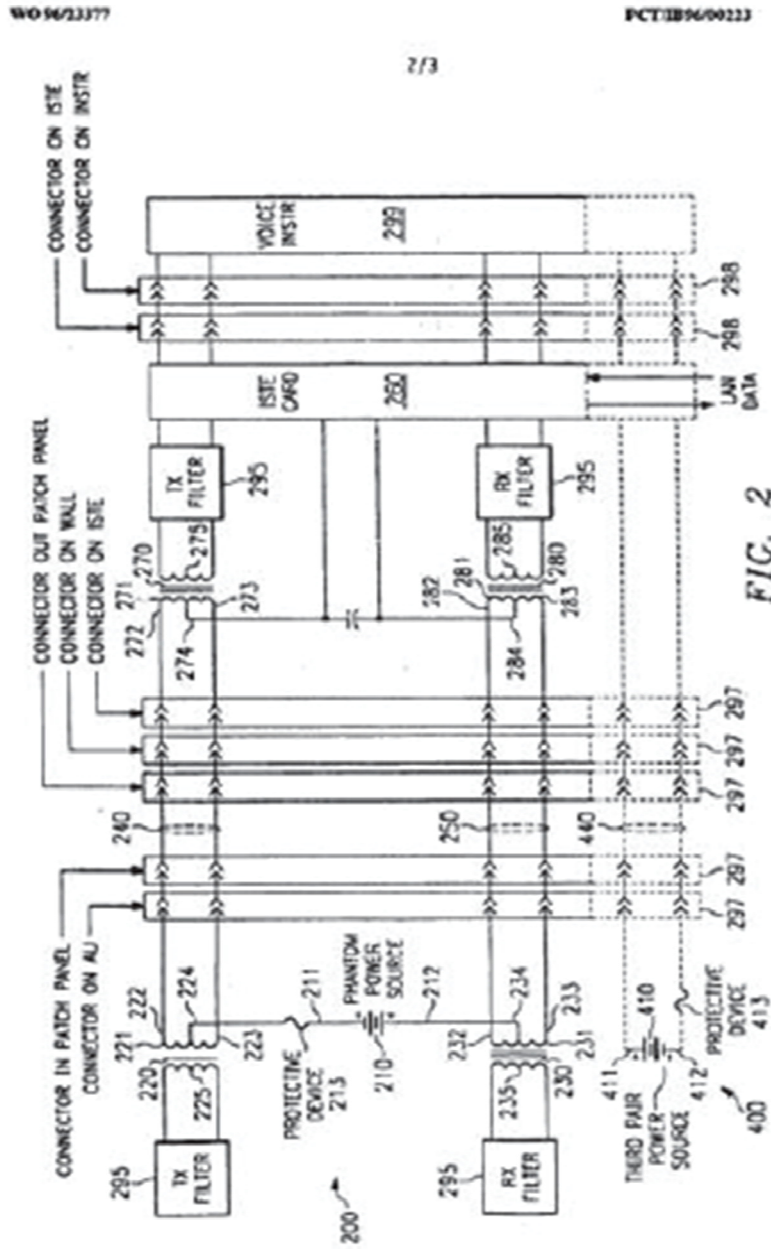 WO 96/23377
PCT/IB96/00223
2/3
CONNECTOR IN PATCH PANEL
CONNECTOR ON AU
CONNECTOR OUT PATCH PANEL
CONNECTOR ON WALL
CONNECTOR ON ISTE
CONNECTOR ON ISTE
CONNECTOR ON INSTR
295
TX
FILTER
220
221
222
224
223
225
240
272
271
270
274
273
275
TX
FILTER
295
ISTE
CARD
260
VOICE
INSTR
299
200
PROTECTIVE
DEVICE
213
211
PHANTOM
POWER
SOURCE
210
212
295
RX
FILTER
235
230
232
234
233
231
250
282
281
284
283
285
280
RX
FILTER
295
440
THIRD PAIR
POWER
SOURCE
411
410
412
PROTECTIVE
DEVICE
413
400
297
297
297
297
297
298
298
LAN
DATA
FIG. 2